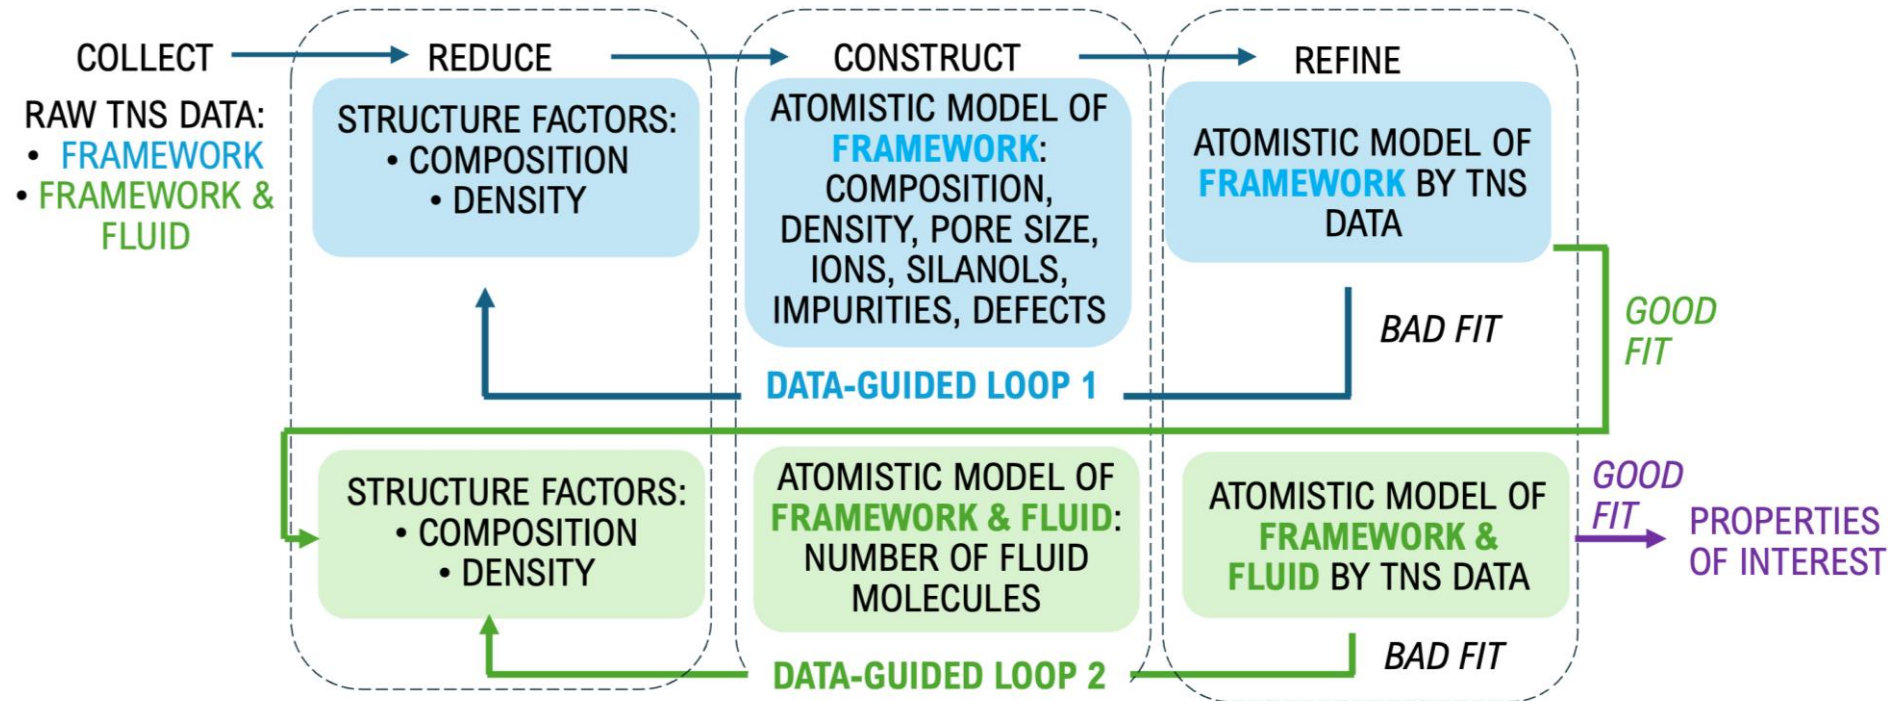 COLLECT
RAW TNS DATA:
• FRAMEWORK
• FRAMEWORK &
FLUID
REDUCE
STRUCTURE FACTORS:
• COMPOSITION
• DENSITY
CONSTRUCT
ATOMISTIC MODEL OF
FRAMEWORK:
COMPOSITION,
DENSITY, PORE SIZE,
IONS, SILANOLS,
IMPURITIES, DEFECTS
REFINE
ATOMISTIC MODEL OF
FRAMEWORK BY TNS
DATA
BAD FIT
GOOD
FIT
DATA-GUIDED LOOP 1
STRUCTURE FACTORS:
• COMPOSITION
• DENSITY
ATOMISTIC MODEL OF
FRAMEWORK & FLUID:
NUMBER OF FLUID
MOLECULES
ATOMISTIC MODEL OF
FRAMEWORK &
FLUID BY TNS DATA
GOOD
FIT
PROPERTIES
OF INTEREST
BAD FIT
DATA-GUIDED LOOP 2